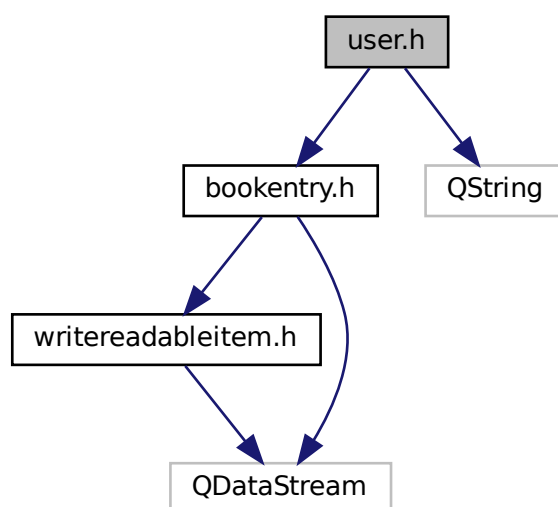 user.h
bookentry.h
QString
writereadableitem.h
QDataStream